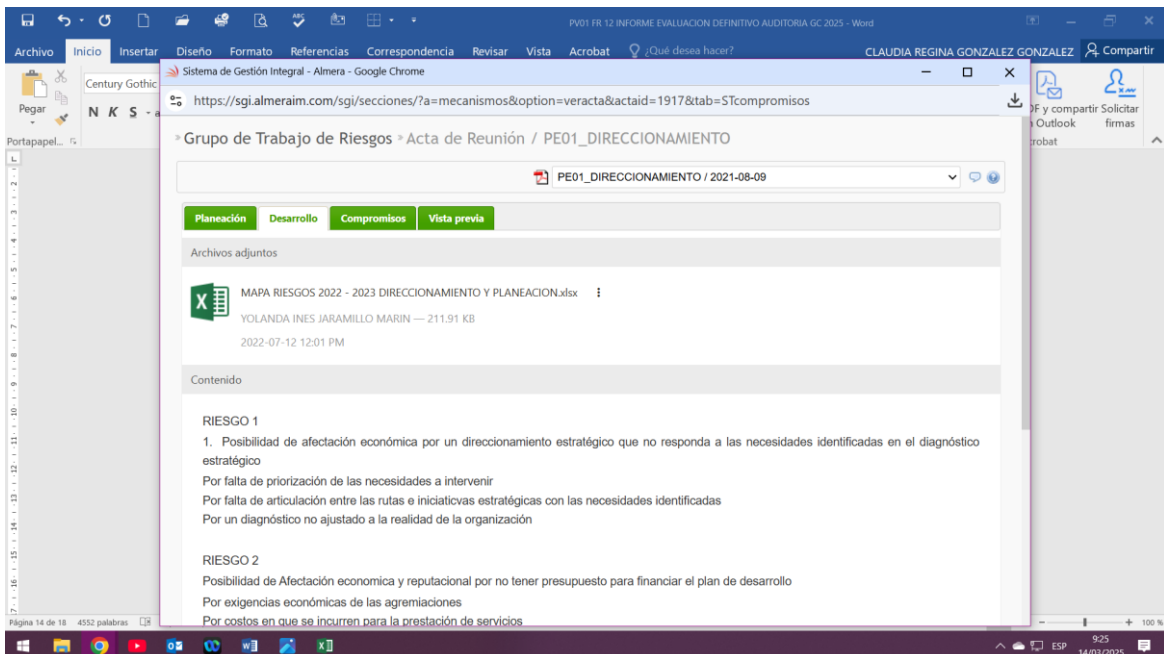 PV01 FR 12 INFORME EVALUACION DEFINITIVO AUDITORIA GC 2025 - Word
Archivo Inicio Insertar Diseño Formato Referencias Correspondencia Revisar Vista Acrobat ¿Qué desea hacer? CLAUDIA REGINA GONZALEZ GONZALEZ Compartir
Century Gothic
Pegar
N K S
Portapapel...
Solicitar
firmas
F y compartir
Outlook
crobat
Sistema de Gestión Integral - Almera - Google Chrome
https://sgi.almeraim.com/sgi/secciones/?a=mecanismos&option=veracta&actaid=1917&tab=STcompromisos
» Grupo de Trabajo de Riesgos » Acta de Reunión / PE01_DIRECCIONAMIENTO
PE01_DIRECCIONAMIENTO / 2021-08-09
Planeación Desarrollo Compromisos Vista previa
Archivos adjuntos
MAPA RIESGOS 2022 - 2023 DIRECCIONAMIENTO Y PLANEACION.xlsx
YOLANDA INES JARAMILLO MARIN — 211.91 KB
2022-07-12 12:01 PM
Contenido
RIESGO 1
1. Posibilidad de afectación económica por un direccionamiento estratégico que no responda a las necesidades identificadas en el diagnóstico
estratégico
Por falta de priorización de las necesidades a intervenir
Por falta de articulación entre las rutas e iniciaticvas estratégicas con las necesidades identificadas
Por un diagnóstico no ajustado a la realidad de la organización
RIESGO 2
Posibilidad de Afectación economica y reputacional por no tener presupuesto para financiar el plan de desarrollo
Por exigencias económicas de las agremiaciones
Por costos en que se incurren para la prestación de servicios
Página 14 de 18 4552 palabras 100 %
ESP
9:25
14/03/2025